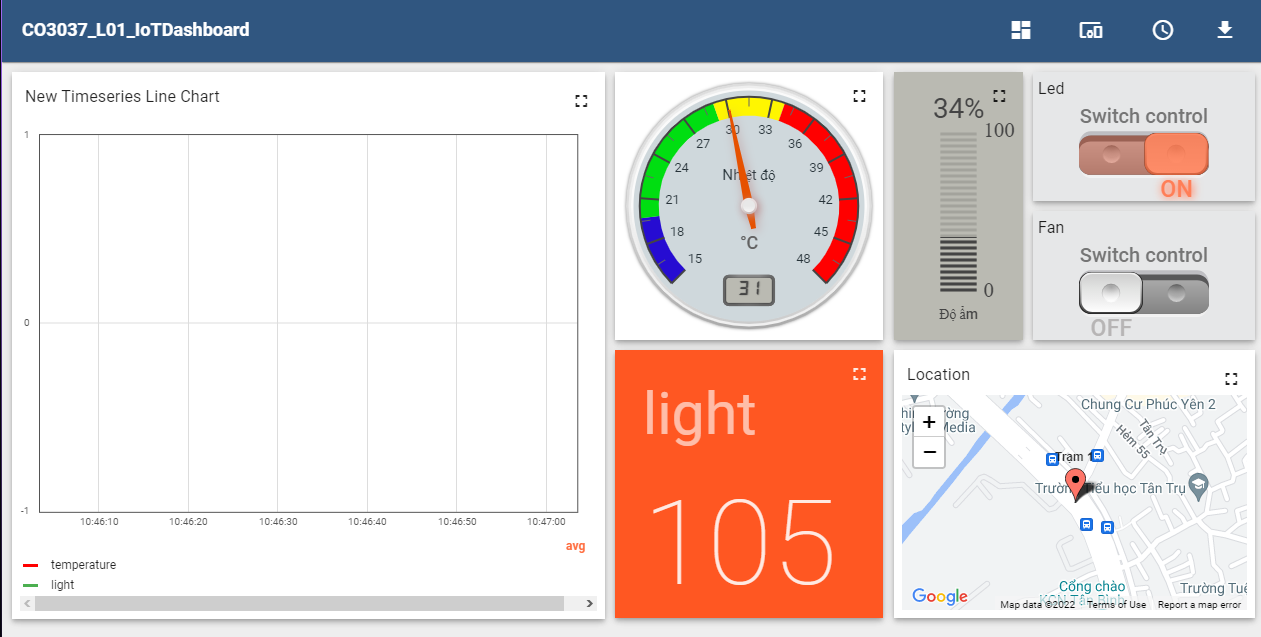 CO3037_L01_IoTDashboard
New Timeseries Line Chart
1
0
-1
10:46:10
10:46:20
10:46:30
10:46:40
10:46:50
10:47:00
avg
temperature
light
15
18
21
24
27
30
33
36
39
42
45
48
Nhiệt độ
°C
31
34%
100
0
Độ ẩm
Led
Switch control
ON
Fan
Switch control
OFF
light
105
Location
+
−
Media
Chung Cư Phúc Yên 2
Tân Trụ
Hẻm 55
Trạm 1
Trường Tiểu học Tân Trụ
Cổng chào
KCN Tân Bình
Trường Tuệ
Google
Map data ©2022
Terms of Use
Report a map error